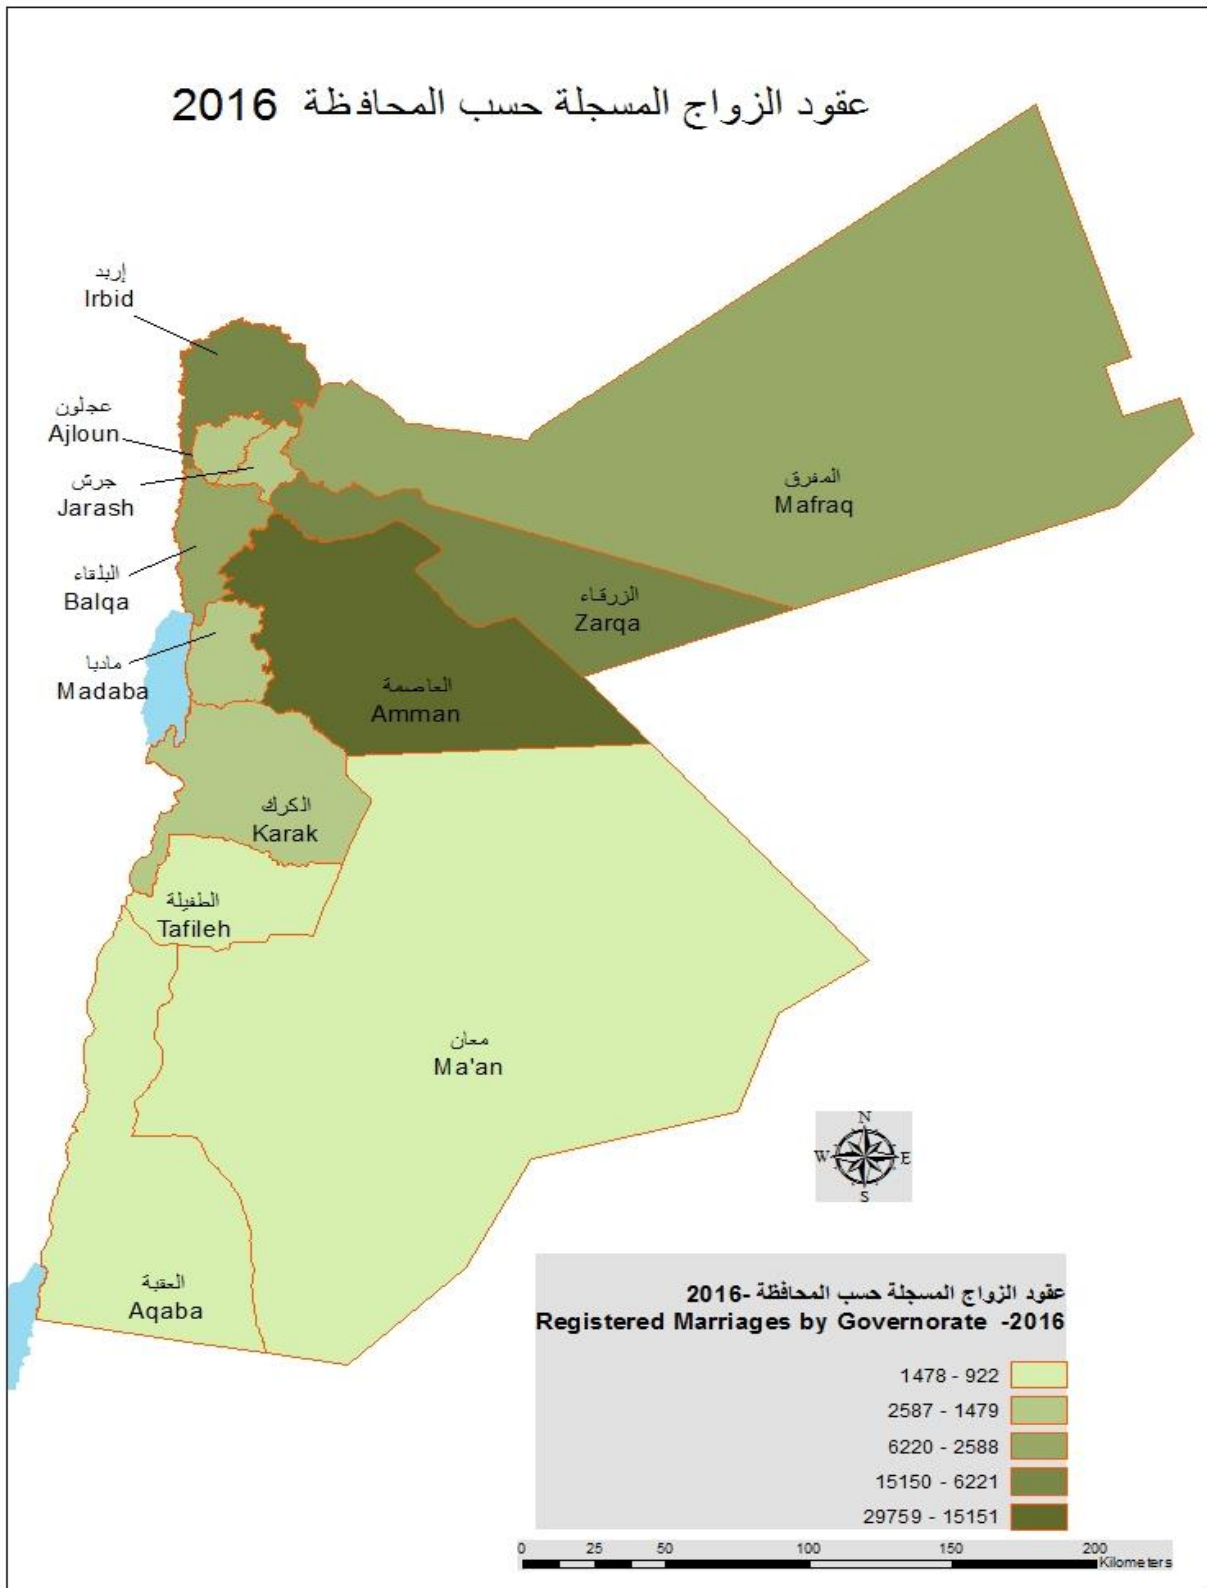 عقود الزواج المسجلة حسب المحافظة 2016
إربد
Irbid
عجلون
Ajloun
جرش
Jarash
المفرق
Mafraq
البلقاء
Balqa
الزرقاء
Zarqa
مادبا
Madaba
العاصمة
Amman
الكرك
Karak
الطفيلة
Tafileh
معان
Ma'an
N
W E
S
العقبة
Aqaba
عقود الزواج المسجلة حسب المحافظة -2016
Registered Marriages by Governorate -2016
1478 - 922
2587 - 1479
6220 - 2588
15150 - 6221
29759 - 15151
0 25 50 100 150 200
Kilometers